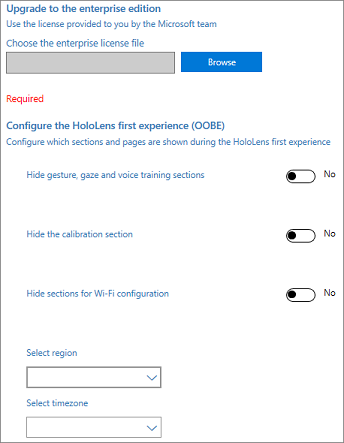 Upgrade to the enterprise edition
Use the license provided to you by the Microsoft team
Choose the enterprise license file
Browse
Required
Configure the HoloLens first experience (OOBE)
Configure which sections and pages are shown during the HoloLens first experience
Hide gesture, gaze and voice training sections
No
Hide the calibration section
No
Hide sections for Wi-Fi configuration
No
Select region
Select timezone